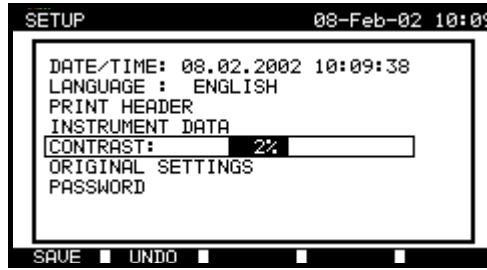 SETUP 08-Feb-02 10:09
DATE/TIME: 08.02.2002 10:09:38
LANGUAGE : ENGLISH
PRINT HEADER
INSTRUMENT DATA
CONTRAST: 2%
ORIGINAL SETTINGS
PASSWORD
SAVE UNDO